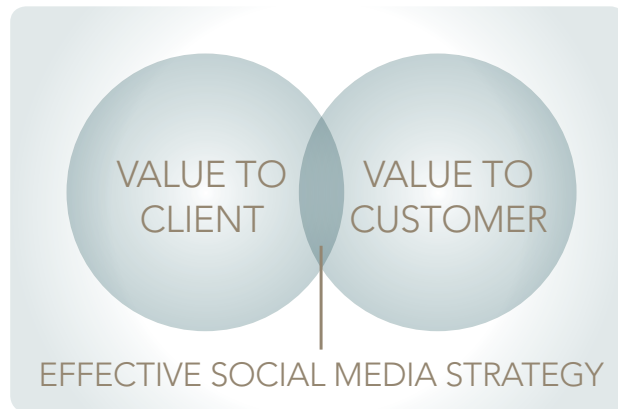 VALUE TO
CLIENT
VALUE TO
CUSTOMER
EFFECTIVE SOCIAL MEDIA STRATEGY